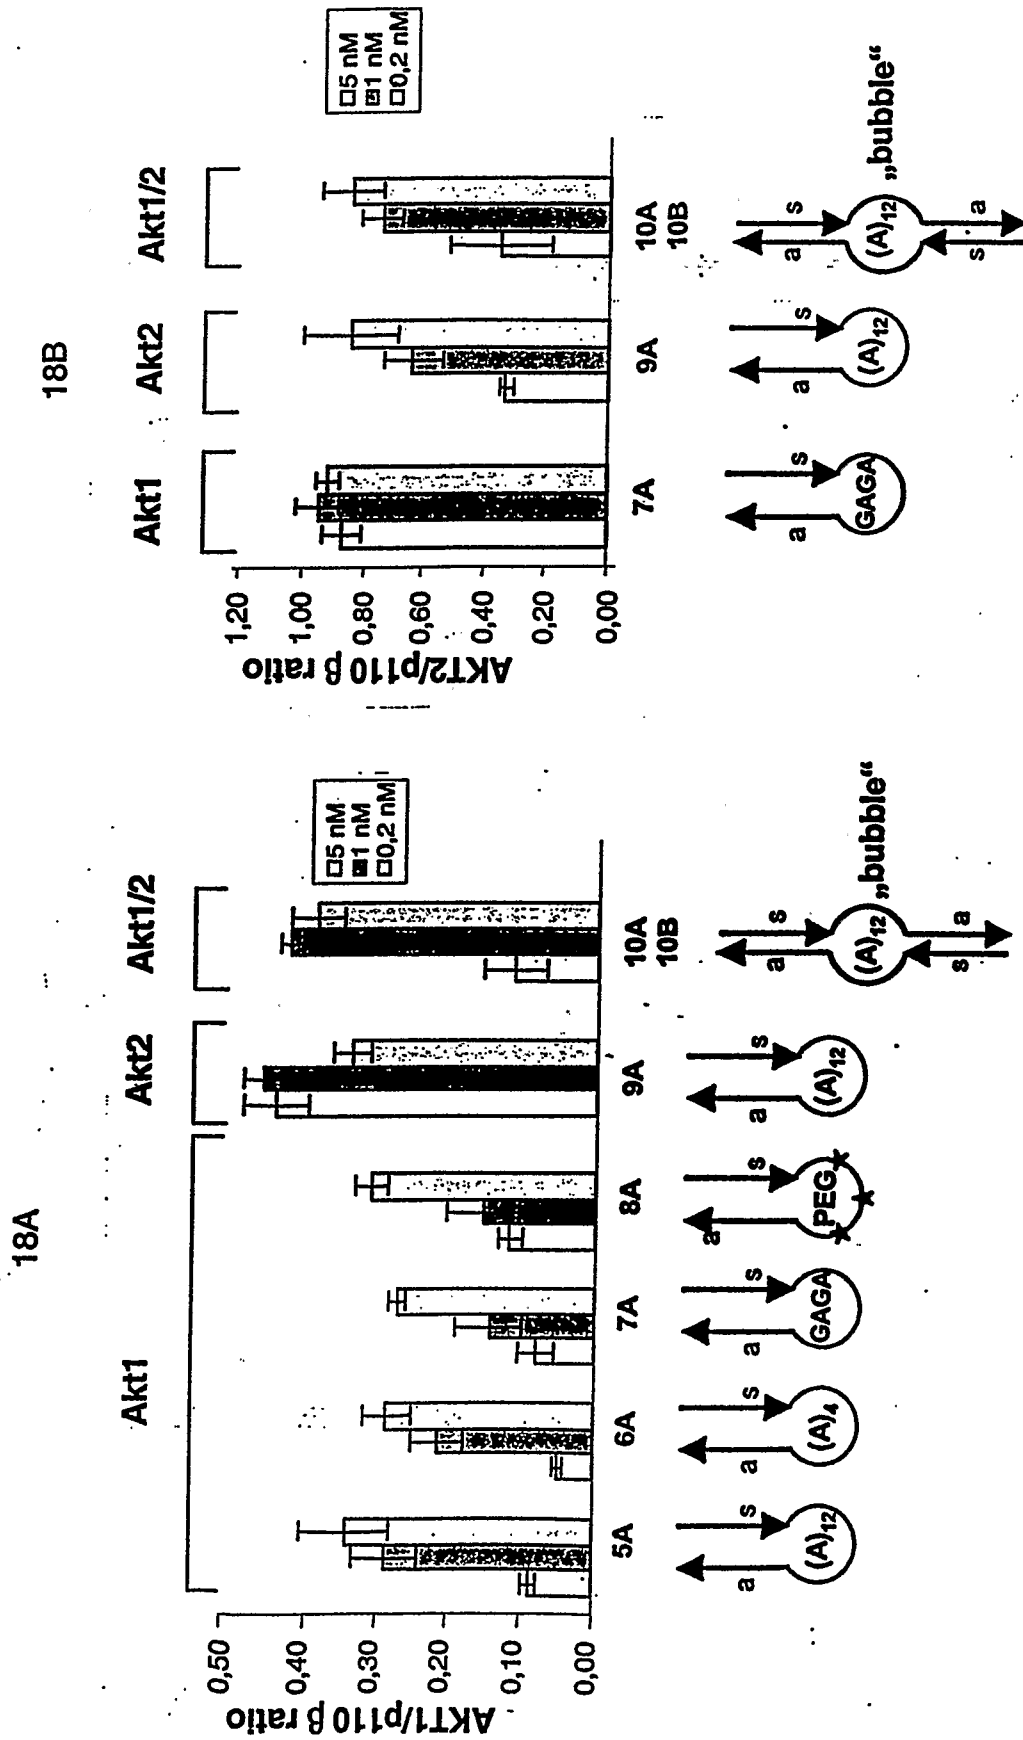 18A
Akt1
Akt2
Akt1/2
AKT1/p110 β ratio
0,50
0,40
0,30
0,20
0,10
0,00
5 nM
1 nM
0,2 nM
5A
6A
7A
8A
9A
10A
10B
a s
(A)12
a s
(A)4
a s
GAGA
a s
PEG
a s
(A)12
a s
(A)12 „bubble“
s a
18B
Akt1
Akt2
Akt1/2
AKT2/p110 β ratio
1,20
1,00
0,80
0,60
0,40
0,20
0,00
5 nM
1 nM
0,2 nM
7A
9A
10A
10B
a s
GAGA
a s
(A)12
a s
(A)12 „bubble“
s a